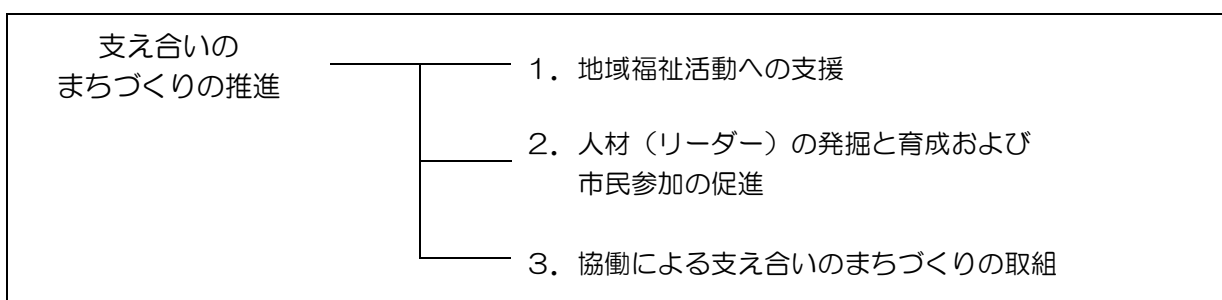 支え合いの
まちづくりの推進
１．地域福祉活動への支援
２．人材（リーダー）の発掘と育成および
市民参加の促進
３．協働による支え合いのまちづくりの取組